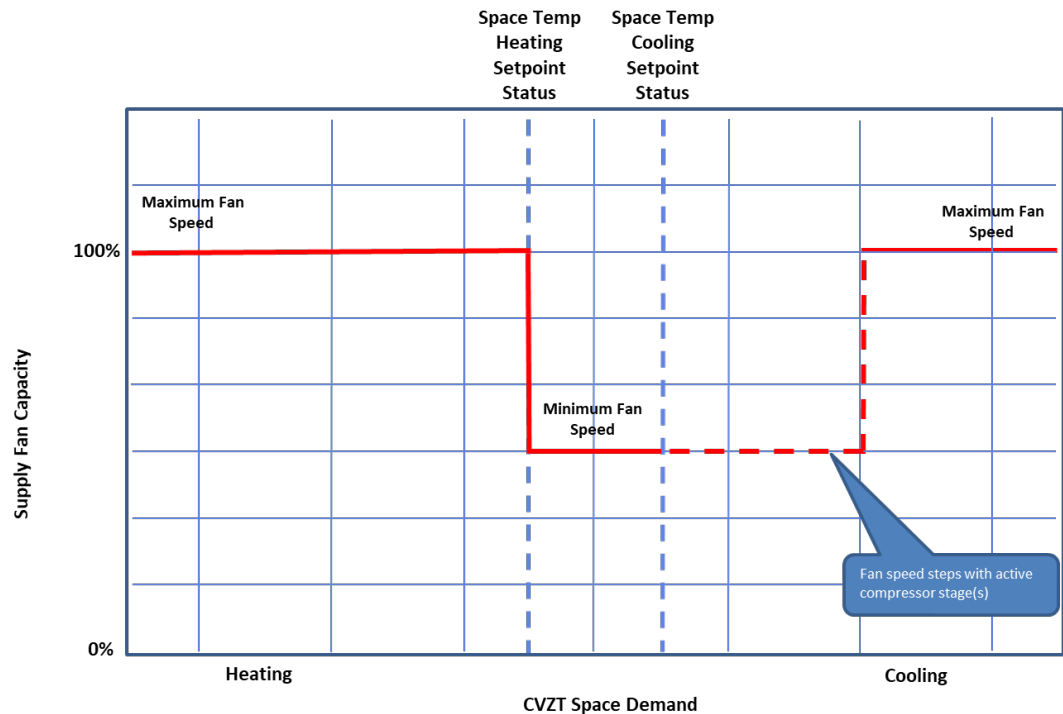 Space Temp
Heating
Setpoint
Status
Space Temp
Cooling
Setpoint
Status
Maximum Fan
Speed
Maximum Fan
Speed
100%
Minimum Fan
Speed
Supply Fan Capacity
Fan speed steps with active
compressor stage(s)
0%
Heating
Cooling
CVZT Space Demand